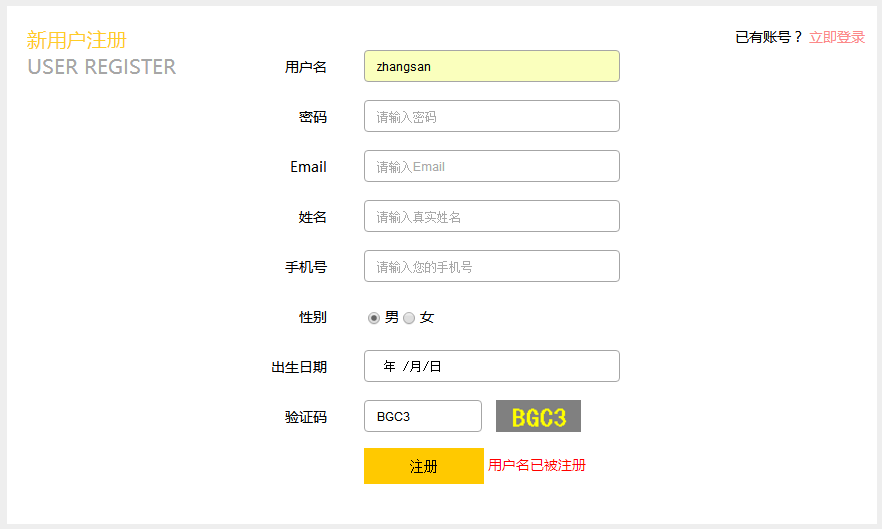 新用户注册
USER REGISTER
已有账号？ 立即登录
用户名 zhangsan
密码 请输入密码
Email 请输入Email
姓名 请输入真实姓名
手机号 请输入您的手机号
性别 男 女
出生日期 年 /月/日
验证码 BGC3 BGC3
注册 用户名已被注册